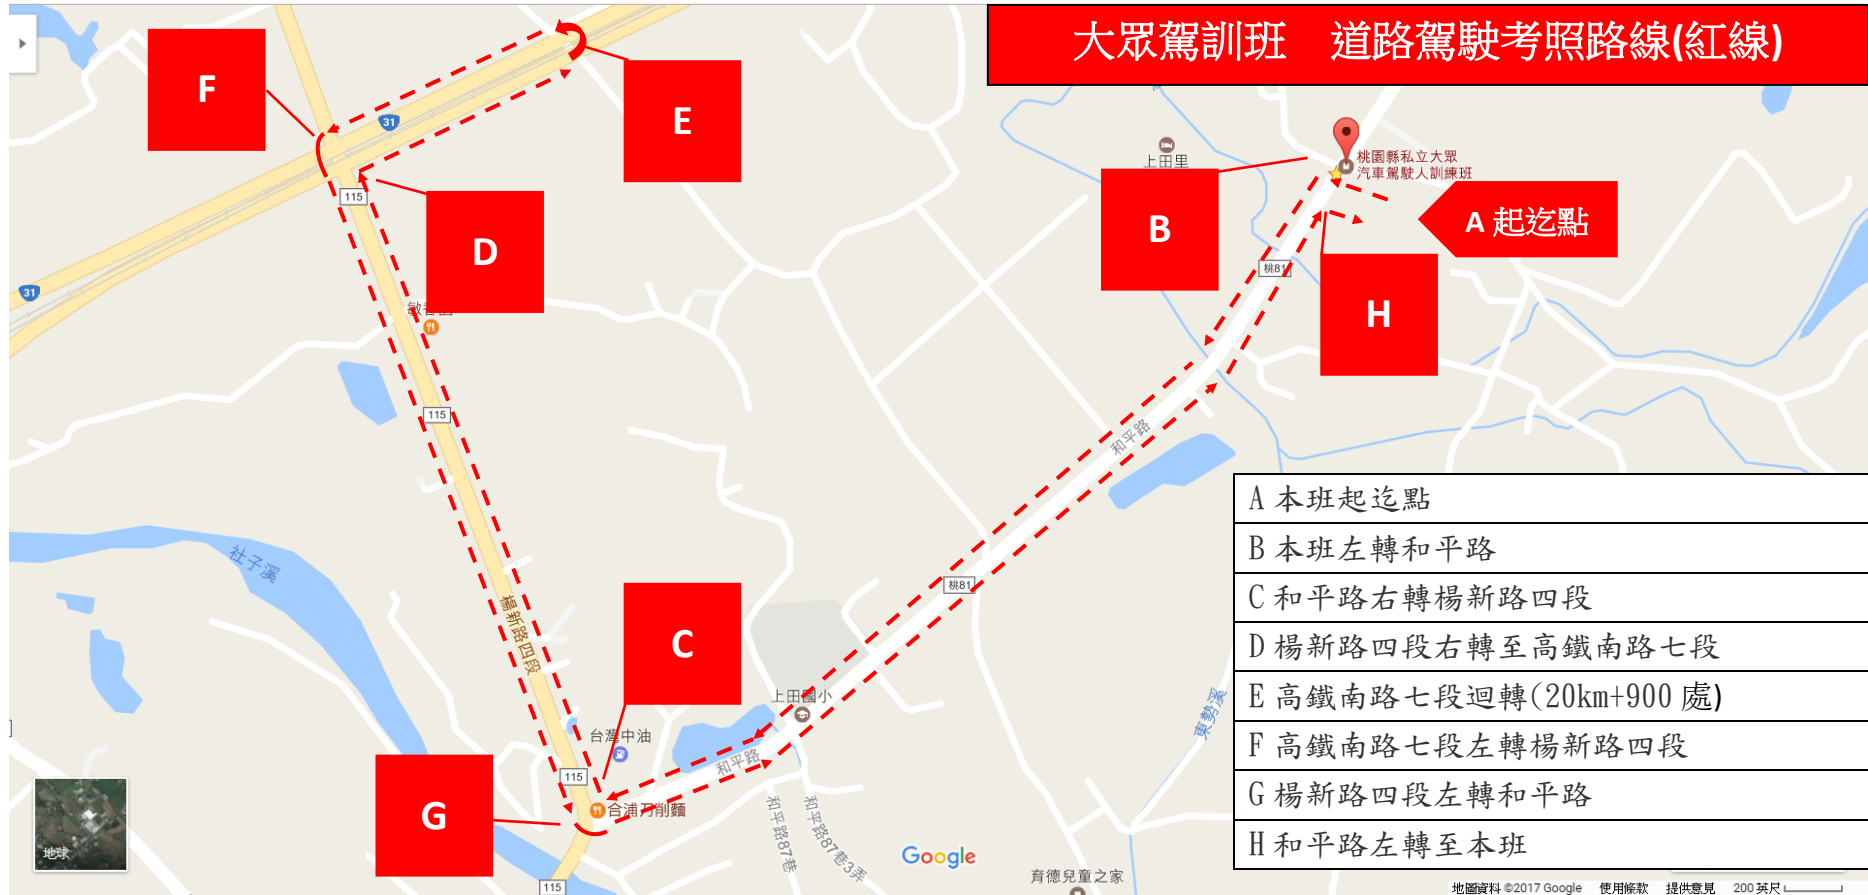 大眾駕訓班 道路駕駛考照路線(紅線)
F
E
31
上田里
桃園縣私立大眾
汽車駕駛人訓練班
115
B
A 起迄點
D
桃81
31
H
115
和平路
A 本班起迄點
B 本班左轉和平路
C 和平路右轉楊新路四段
D 楊新路四段右轉至高鐵南路七段
E 高鐵南路七段迴轉(20km+900 處)
F 高鐵南路七段左轉楊新路四段
G 楊新路四段左轉和平路
H 和平路左轉至本班
社子溪
桃81
楊新路四段
C
上田國小
東勢溪
台灣中油
和平路
115
合浦刀削麵
G
和平路87巷
和平路87巷3弄
地球
Google
育德兒童之家
115
地圖資料 ©2017 Google 使用條款 提供意見 200 英尺